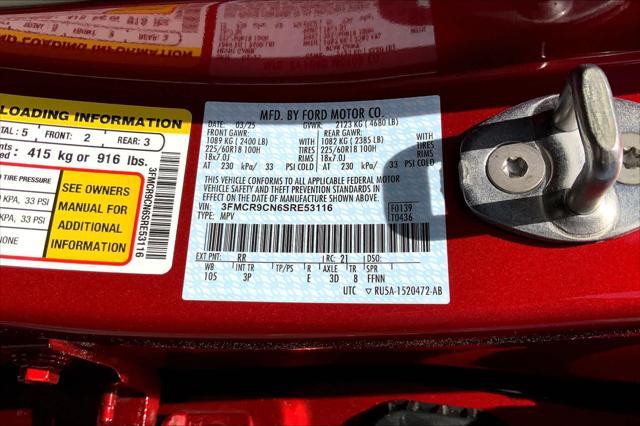 LOADING INFORMATION
TOTAL: 5 FRONT: 2 REAR: 3
415 kg or 916 lbs.
TIRE PRESSURE
SEE OWNERS
MANUAL FOR
ADDITIONAL
INFORMATION
33 PSI
33 PSI
NONE
3FMCR9CN6SRE53116
MFD. BY FORD MOTOR CO.
DATE: 03/25 GVWR: 2123 KG ( 4680 LB)
FRONT GAWR: REAR GAWR:
1089 KG ( 2400 LB) WITH 1082 KG ( 2385 LB) WITH
225/60R18 100H TIRES 225/60R18 100H TIRES
18x7.0J RIMS 18x7.0J RIMS
AT 230 kPa/ 33 PSI COLD AT 230 kPa/ 33 PSI COLD
THIS VEHICLE CONFORMS TO ALL APPLICABLE FEDERAL MOTOR
VEHICLE SAFETY AND THEFT PREVENTION STANDARDS IN
EFFECT ON THE DATE OF MANUFACTURE SHOWN ABOVE.
VIN: 3FMCR9CN6SRE53116 F0139
TYPE: MPV T0436
EXT PNT: RR RC: 21 DSO:
WB INT TR TP/PS R AXLE TR SPR
105 3P E 3D 8 FFNN
UTC ▽ RU5A-1520472-AB